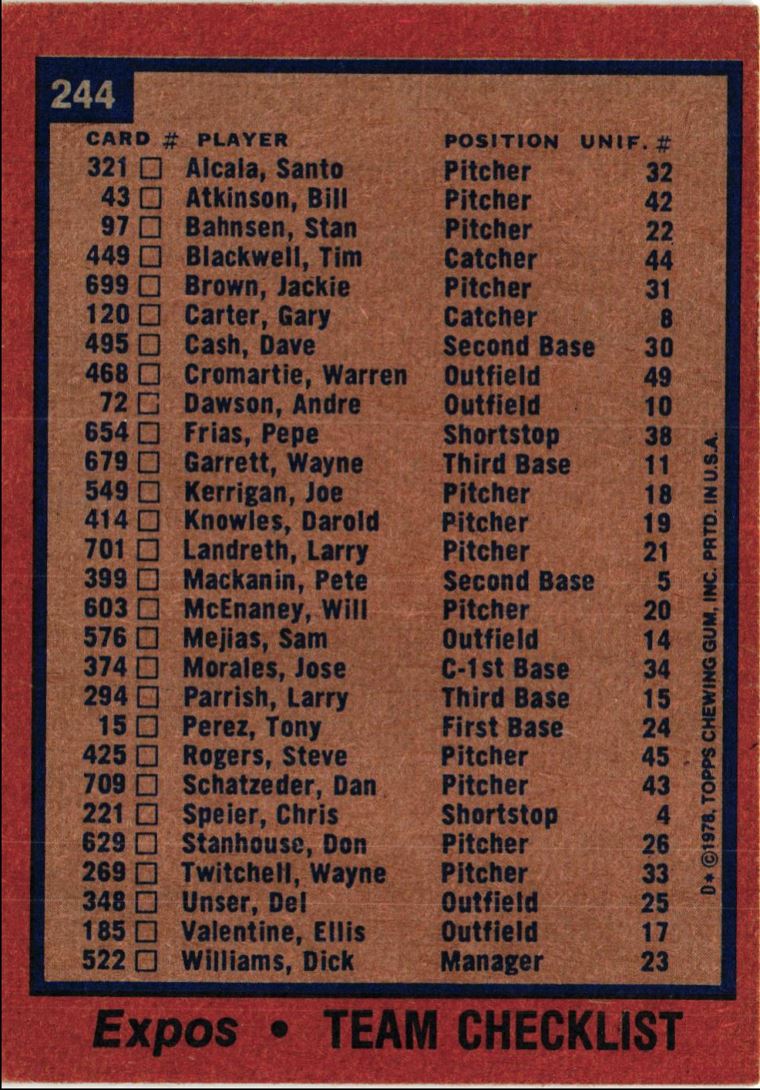 244
CARD # PLAYER POSITION UNIF. #
321 Alcala, Santo Pitcher 32
43 Atkinson, Bill Pitcher 42
97 Bahnsen, Stan Pitcher 22
449 Blackwell, Tim Catcher 44
699 Brown, Jackie Pitcher 31
120 Carter, Gary Catcher 8
495 Cash, Dave Second Base 30
468 Cromartie, Warren Outfield 49
72 Dawson, Andre Outfield 10
654 Frias, Pepe Shortstop 38
679 Garrett, Wayne Third Base 11
549 Kerrigan, Joe Pitcher 18
414 Knowles, Darold Pitcher 19
701 Landreth, Larry Pitcher 21
399 Mackanin, Pete Second Base 5
603 McEnaney, Will Pitcher 20
576 Mejias, Sam Outfield 14
374 Morales, Jose C-1st Base 34
294 Parrish, Larry Third Base 15
15 Perez, Tony First Base 24
425 Rogers, Steve Pitcher 45
709 Schatzeder, Dan Pitcher 43
221 Speier, Chris Shortstop 4
629 Stanhouse, Don Pitcher 26
269 Twitchell, Wayne Pitcher 33
348 Unser, Del Outfield 25
185 Valentine, Ellis Outfield 17
522 Williams, Dick Manager 23
D★ ©1978, TOPPS CHEWING GUM, INC. PRTD. IN U.S.A.
Expos • TEAM CHECKLIST